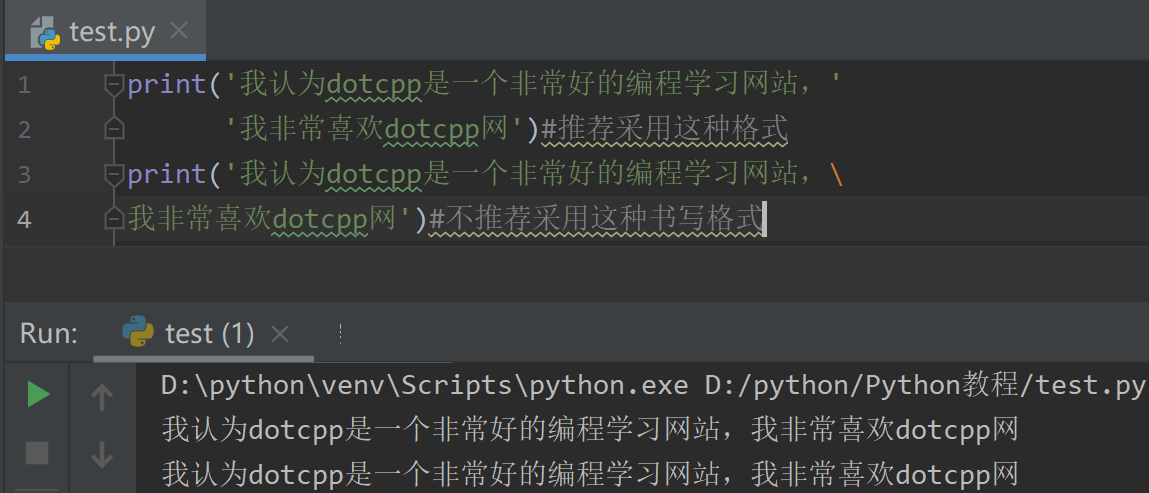 test.py
1 print('我认为dotcpp是一个非常好的编程学习网站，'
2 '我非常喜欢dotcpp网')#推荐采用这种格式
3 print('我认为dotcpp是一个非常好的编程学习网站，\
4 我非常喜欢dotcpp网')#不推荐采用这种书写格式
Run: test (1)
D:\python\venv\Scripts\python.exe D:/python/Python教程/test.py
我认为dotcpp是一个非常好的编程学习网站，我非常喜欢dotcpp网
我认为dotcpp是一个非常好的编程学习网站，我非常喜欢dotcpp网